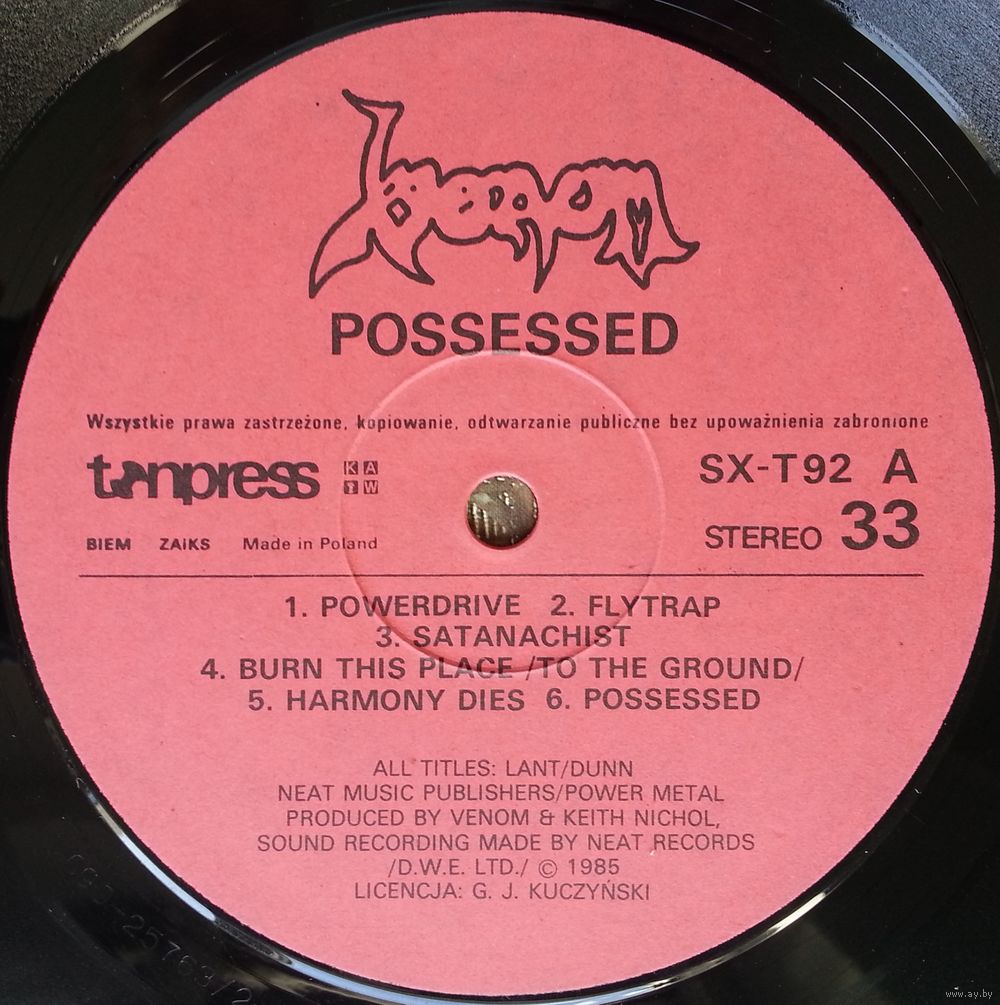 Venom
POSSESSED
Wszystkie prawa zastrzeżone, kopiowanie, odtwarzanie publiczne bez upoważnienia zabronione
tonpress KAW
SX-T92 A
BIEM ZAiKS Made in Poland
STEREO 33
1. POWERDRIVE 2. FLYTRAP
3. SATANACHIST
4. BURN THIS PLACE /TO THE GROUND/
5. HARMONY DIES 6. POSSESSED
ALL TITLES: LANT/DUNN
NEAT MUSIC PUBLISHERS/POWER METAL
PRODUCED BY VENOM & KEITH NICHOL,
SOUND RECORDING MADE BY NEAT RECORDS
/D.W.E. LTD./ © 1985
LICENCJA: G. J. KUCZYŃSKI
www.ay.by